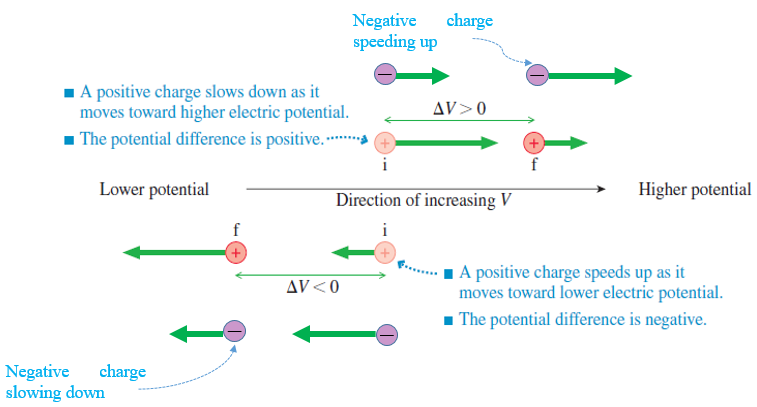 Negative charge
speeding up
■ A positive charge slows down as it
moves toward higher electric potential.
■ The potential difference is positive.
− −
ΔV > 0
+ +
i f
Lower potential
Direction of increasing V
Higher potential
f i
+ +
ΔV < 0
■ A positive charge speeds up as it
moves toward lower electric potential.
■ The potential difference is negative.
− −
Negative charge
slowing down